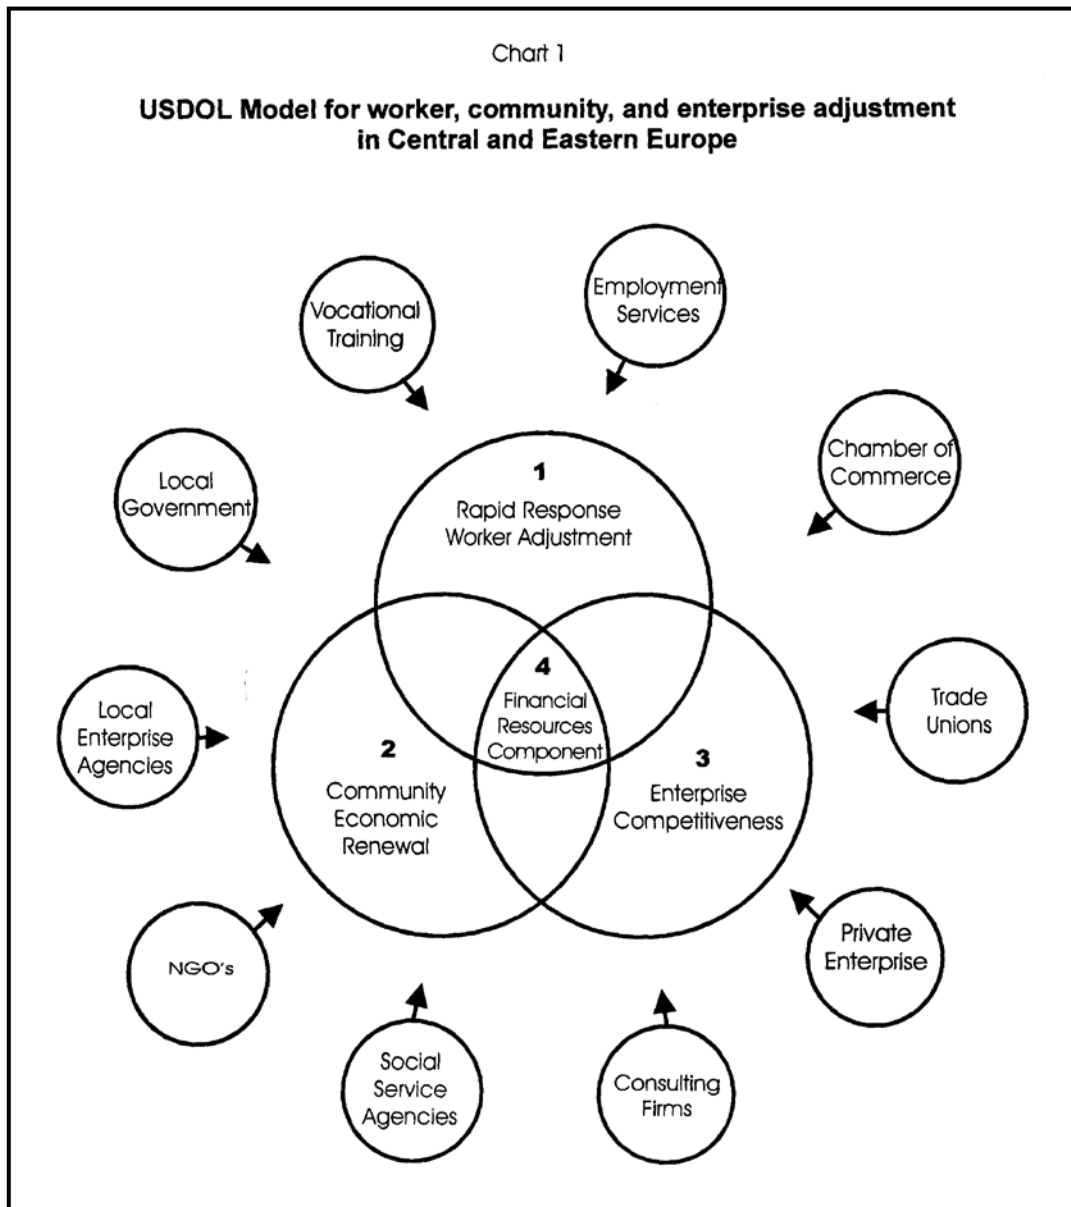 Chart 1
USDOL Model for worker, community, and enterprise adjustment
in Central and Eastern Europe
Employment
Services
Vocational
Training
Chamber of
Commerce
Local
Government
1
Rapid Response
Worker Adjustment
4
Financial
Resources
Component
Trade
Unions
Local
Enterprise
Agencies
2
Community
Economic
Renewal
3
Enterprise
Competitiveness
Private
Enterprise
NGO's
Social
Service
Agencies
Consulting
Firms